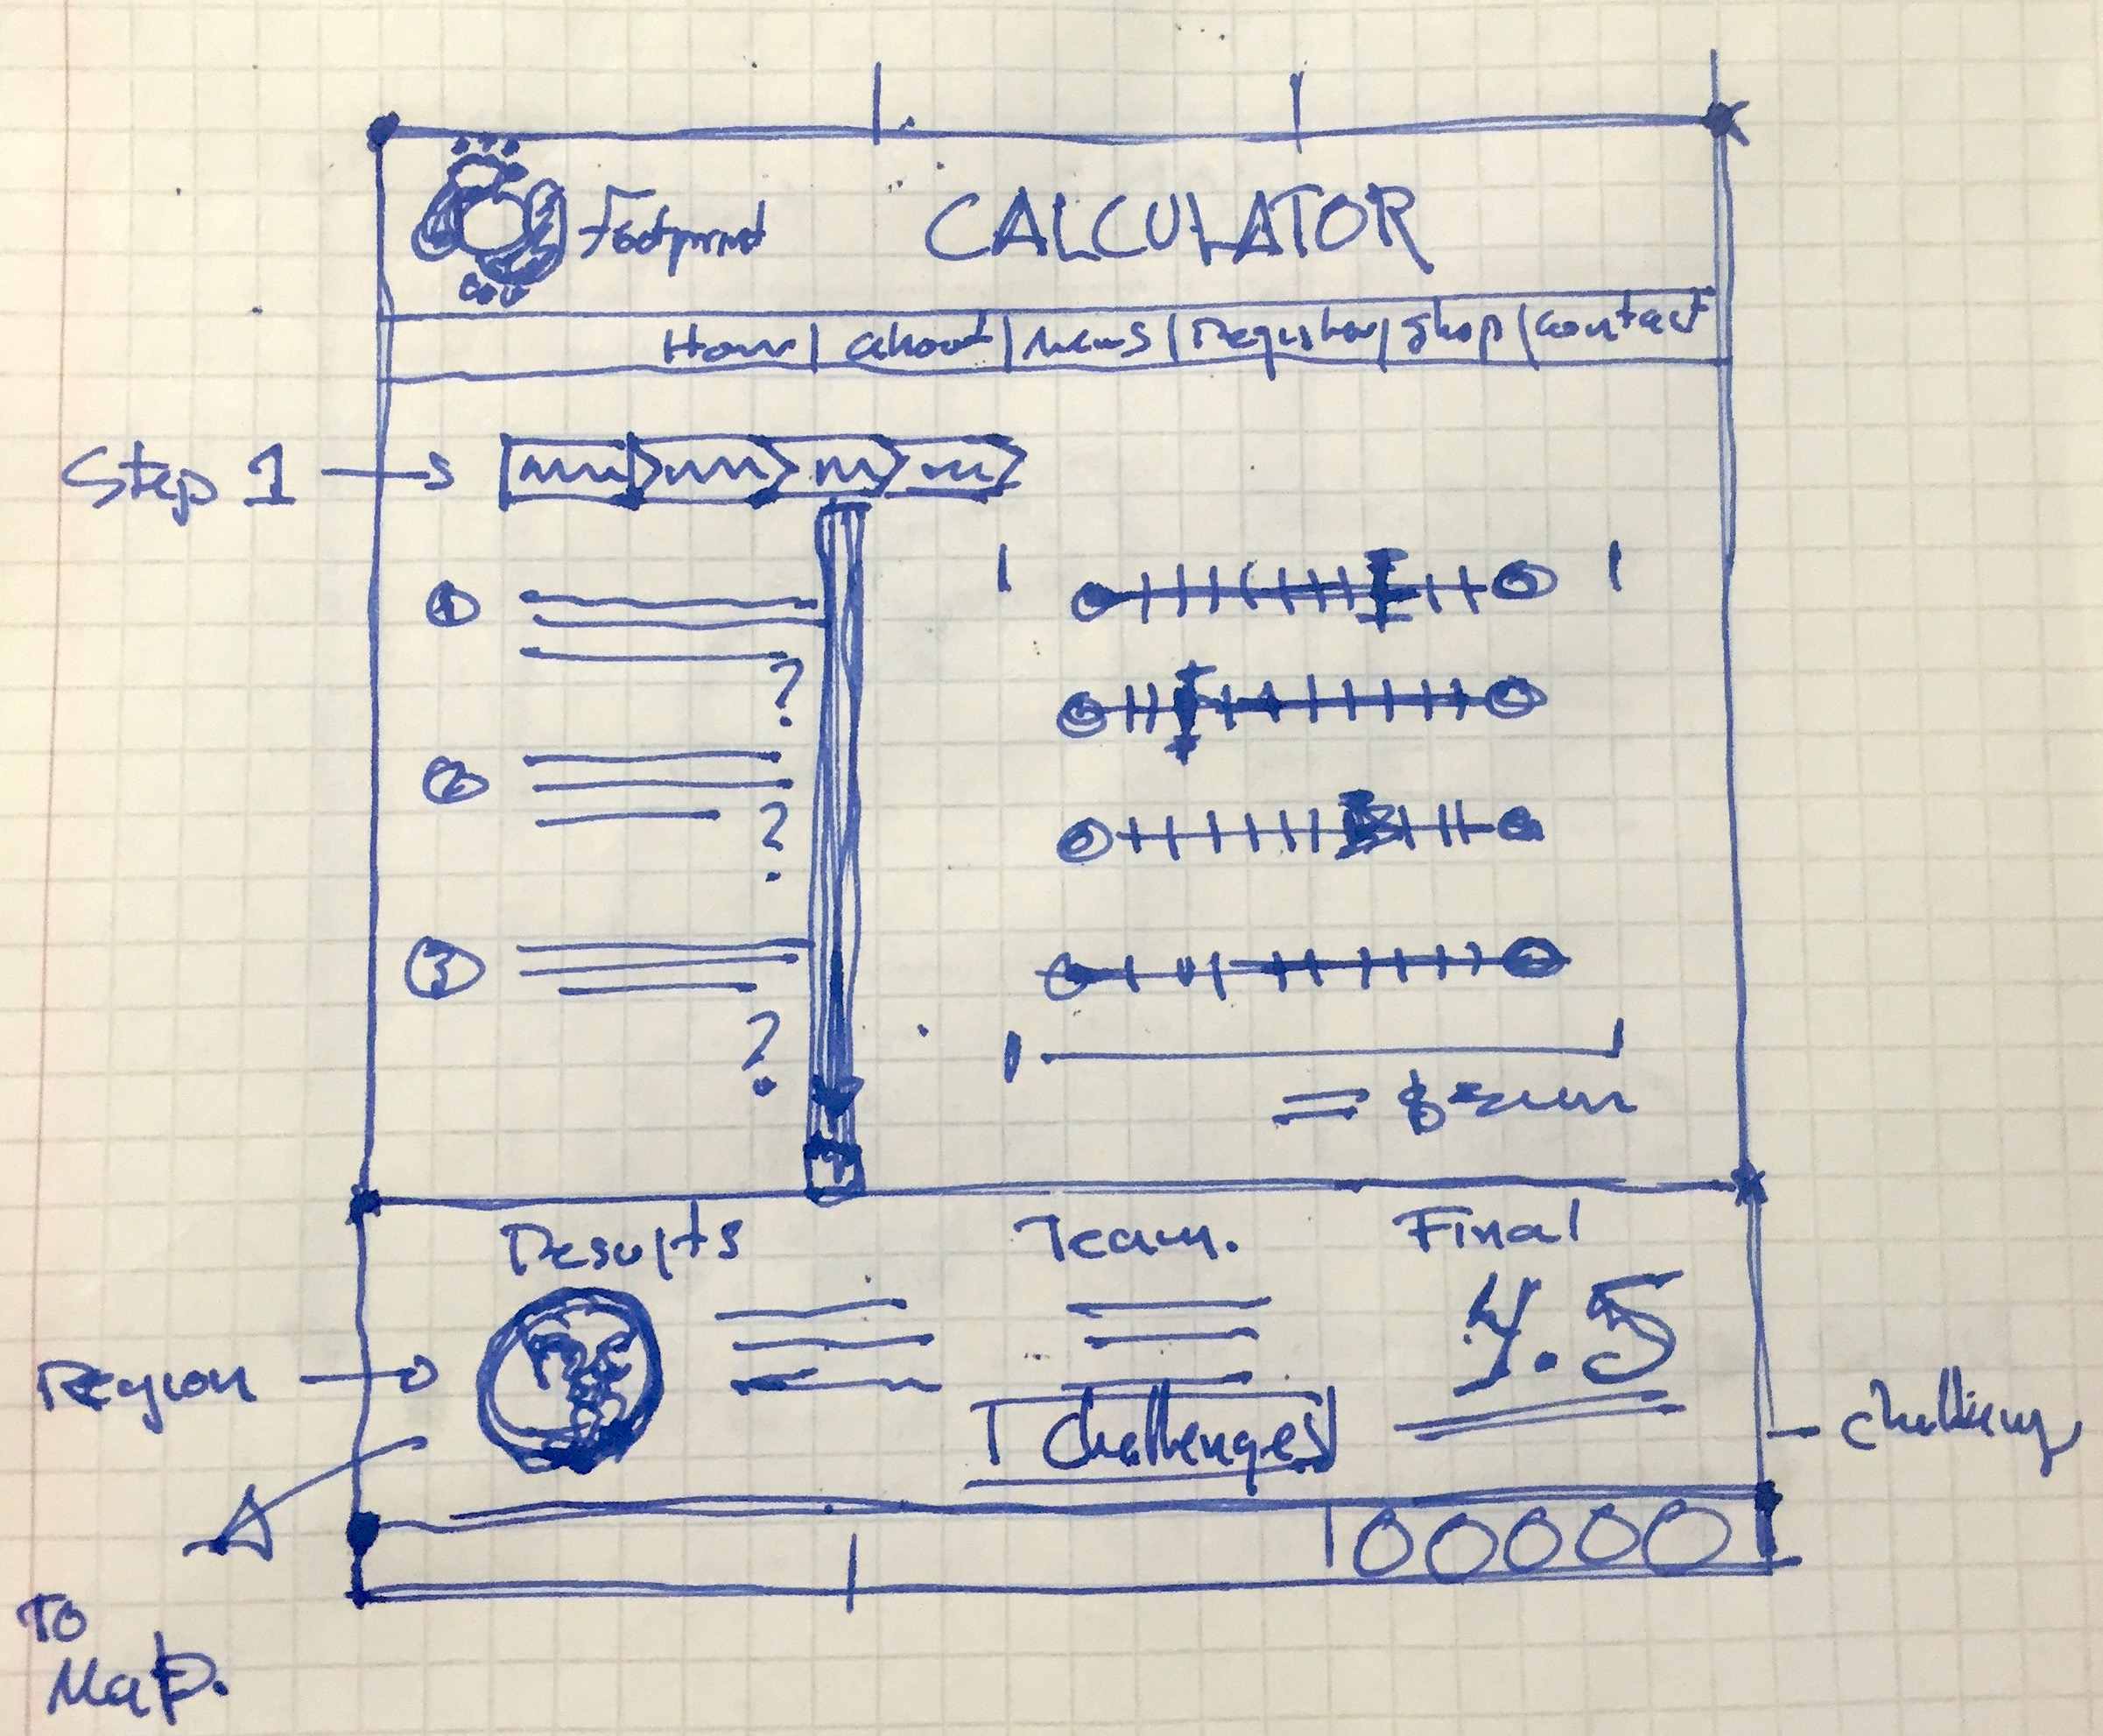 Footprint CALCULATOR
Home | about | news | Register | shop | contact
Step 1
1
?
2
?
3
?
Results Team. Final
4.5
Region
Challenges
To
Map.